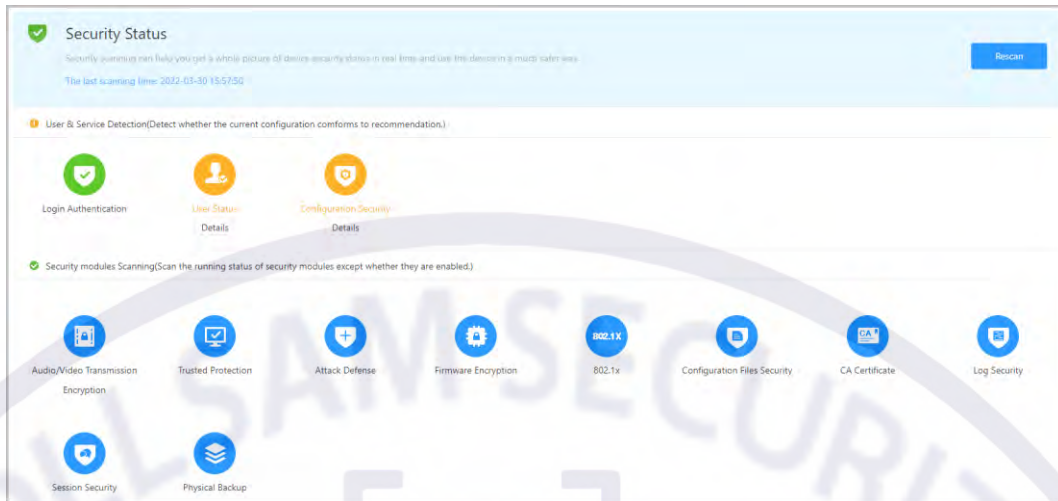 Security Status
Security scanning can help you get a whole picture of device security status in real time and use the device in a much safer way.
Rescan
The last scanning time: 2022-03-30 15:57:50
User & Service Detection(Detect whether the current configuration comforms to recommendation.)
Login Authentication
User Status
Configuration Security
Details
Details
Security modules Scanning(Scan the running status of security modules except whether they are enabled.)
802.1X
CA
Audio/Video Transmission
Encryption
Trusted Protection
Attack Defense
Firmware Encryption
802.1x
Configuration Files Security
CA Certificate
Log Security
Session Security
Physical Backup